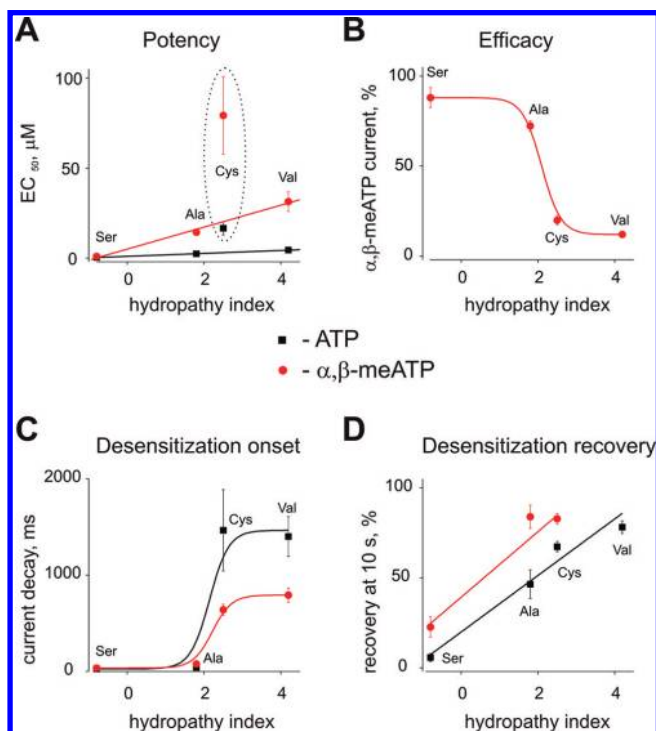 A Potency
EC 50, μM
100
50
0
Ser
Ala
Cys
Val
0 2 4
hydropathy index
B Efficacy
α,β-meATP current, %
100
50
0
Ser
Ala
Cys
Val
0 2 4
hydropathy index
- ATP
- α,β-meATP
C Desensitization onset
current decay, ms
2000
1000
0
Ser
Ala
Cys
Val
0 2 4
hydropathy index
D Desensitization recovery
recovery at 10 s, %
100
50
0
Ser
Ala
Cys
Val
0 2 4
hydropathy index